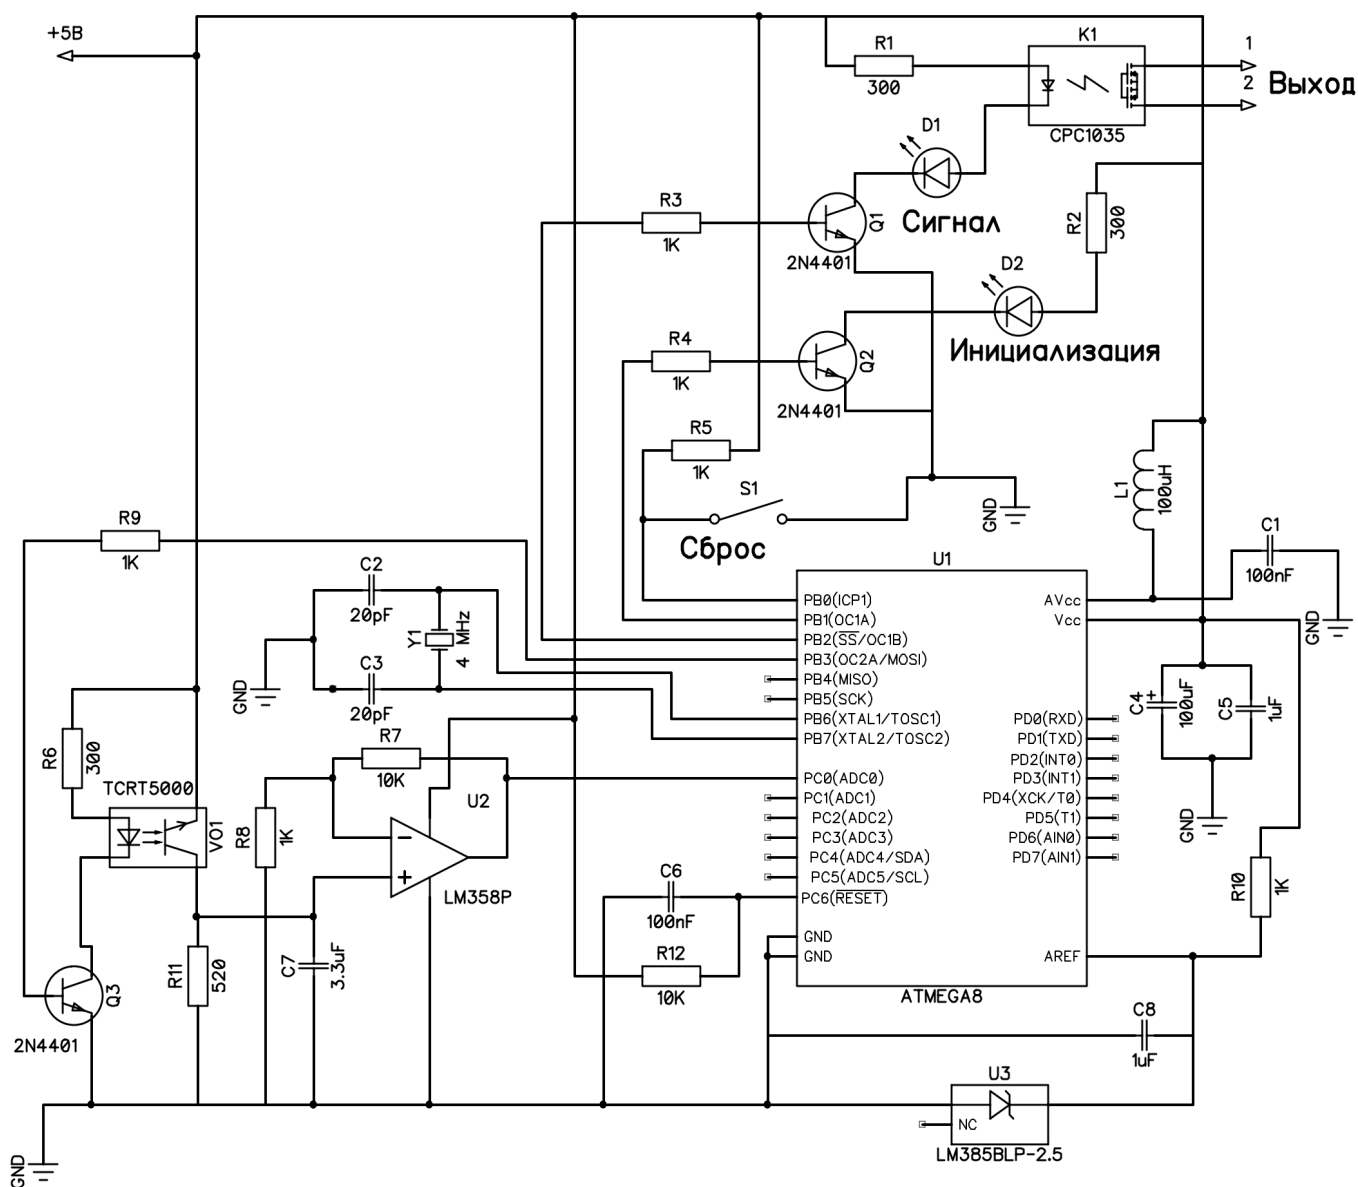 +5В
R1
300
K1
CPC1035
1
2
Выход
D1
Сигнал
R3
1K
Q1
2N4401
R2
300
D2
Инициализация
R4
1K
Q2
2N4401
R5
1K
S1
Сброс
GND
L1
100uH
C1
100nF
GND
R9
1K
C2
20pF
Y1
4 MHz
C3
20pF
GND
U1
PB0(ICP1)
PB1(OC1A)
PB2(SS/OC1B)
PB3(OC2A/MOSI)
PB4(MISO)
PB5(SCK)
PB6(XTAL1/TOSC1)
PB7(XTAL2/TOSC2)
PC0(ADC0)
PC1(ADC1)
PC2(ADC2)
PC3(ADC3)
PC4(ADC4/SDA)
PC5(ADC5/SCL)
PC6(RESET)
GND
GND
AVcc
Vcc
PD0(RXD)
PD1(TXD)
PD2(INT0)
PD3(INT1)
PD4(XCK/T0)
PD5(T1)
PD6(AIN0)
PD7(AIN1)
AREF
ATMEGA8
C4
+
100uF
C5
1uF
GND
R6
300
TCRT5000
VO1
R7
10K
R8
1K
U2
LM358P
C6
100nF
R12
10K
R10
1K
R11
520
C7
3.3uF
Q3
2N4401
C8
1uF
U3
NC
LM385BLP-2.5
GND